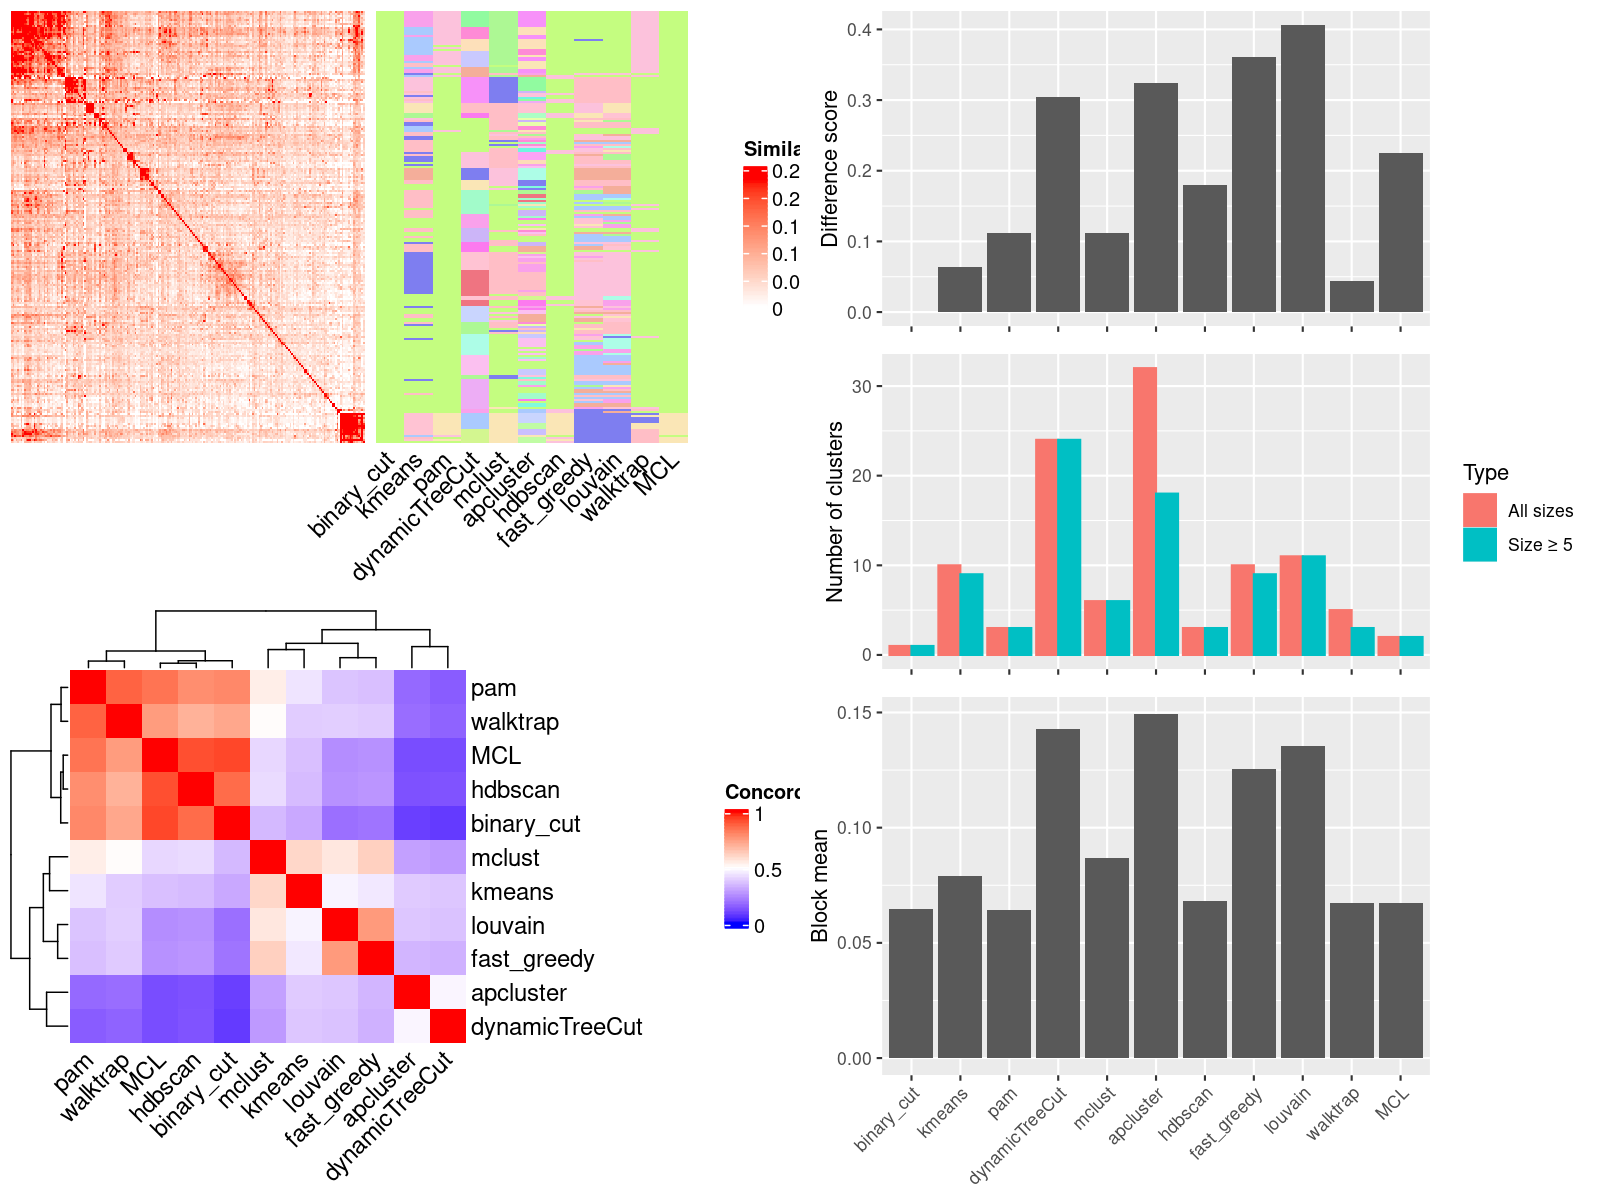 Simila
0.2
0.2
0.1
0.1
0.0
0
binary_cut
kmeans
pam
dynamicTreeCut
mclust
apcluster
hdbscan
fast_greedy
louvain
walktrap
MCL
pam
walktrap
MCL
hdbscan
binary_cut
mclust
kmeans
louvain
fast_greedy
apcluster
dynamicTreeCut
pam
walktrap
MCL
hdbscan
binary_cut
mclust
kmeans
louvain
fast_greedy
apcluster
dynamicTreeCut
Concord
1
0.5
0
Difference score
0.4
0.3
0.2
0.1
0.0
Number of clusters
30
20
10
0
Type
All sizes
Size ≥ 5
Block mean
0.15
0.10
0.05
0.00
binary_cut
kmeans
pam
dynamicTreeCut
mclust
apcluster
hdbscan
fast_greedy
louvain
walktrap
MCL